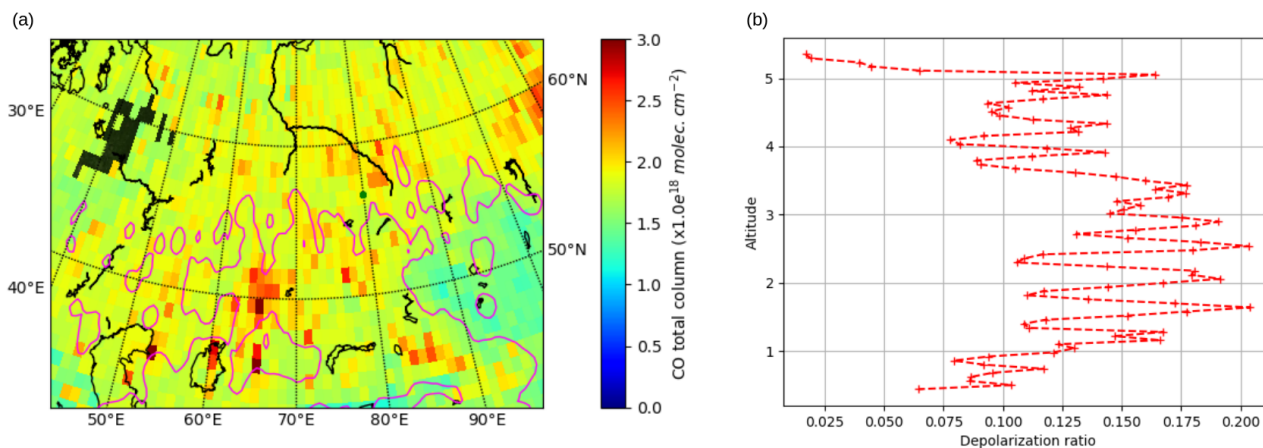 (a)
(b)
30°E
40°E
50°E
60°E
70°E
80°E
90°E
60°N
50°N
3.0
2.5
2.0
1.5
1.0
0.5
0.0
CO total column (x1.0e¹⁸ molec. cm⁻²)
5
4
3
2
1
Altitude
0.025
0.050
0.075
0.100
0.125
0.150
0.175
0.200
Depolarization ratio